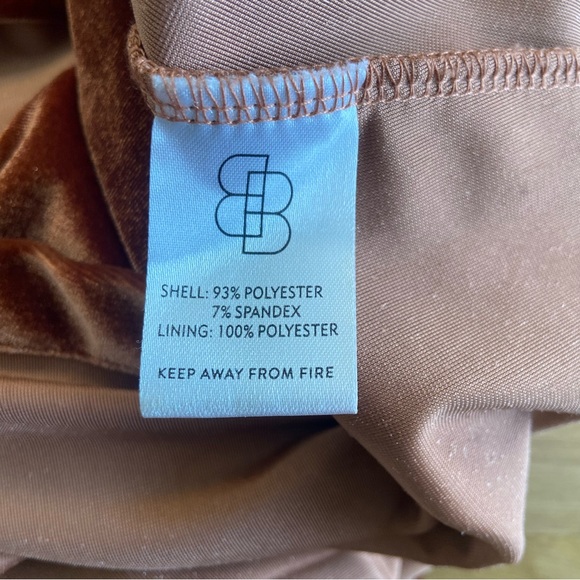 SHELL: 93% POLYESTER
7% SPANDEX
LINING: 100% POLYESTER
KEEP AWAY FROM FIRE